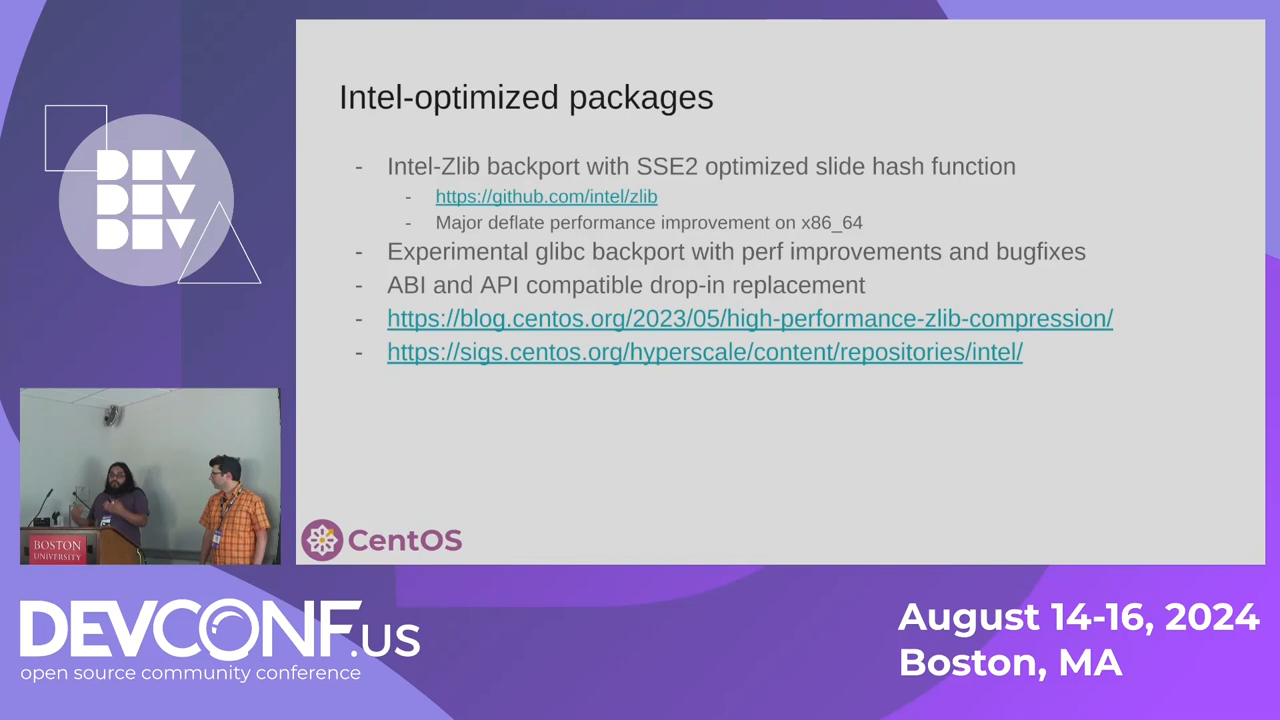 DEV
DEV
DEV
Intel-optimized packages
- Intel-Zlib backport with SSE2 optimized slide hash function
- https://github.com/intel/zlib
- Major deflate performance improvement on x86_64
- Experimental glibc backport with perf improvements and bugfixes
- ABI and API compatible drop-in replacement
- https://blog.centos.org/2023/05/high-performance-zlib-compression/
- https://sigs.centos.org/hyperscale/content/repositories/intel/
CentOS
BOSTON
UNIVERSITY
DEVCONF.US
open source community conference
August 14-16, 2024
Boston, MA